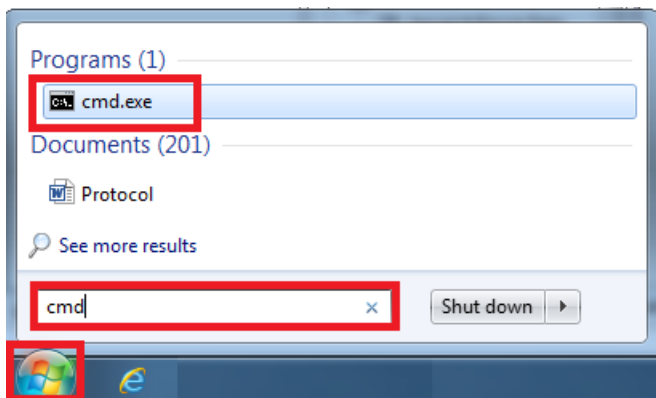 Programs (1)
cmd.exe
Documents (201)
Protocol
See more results
cmd
Shut down